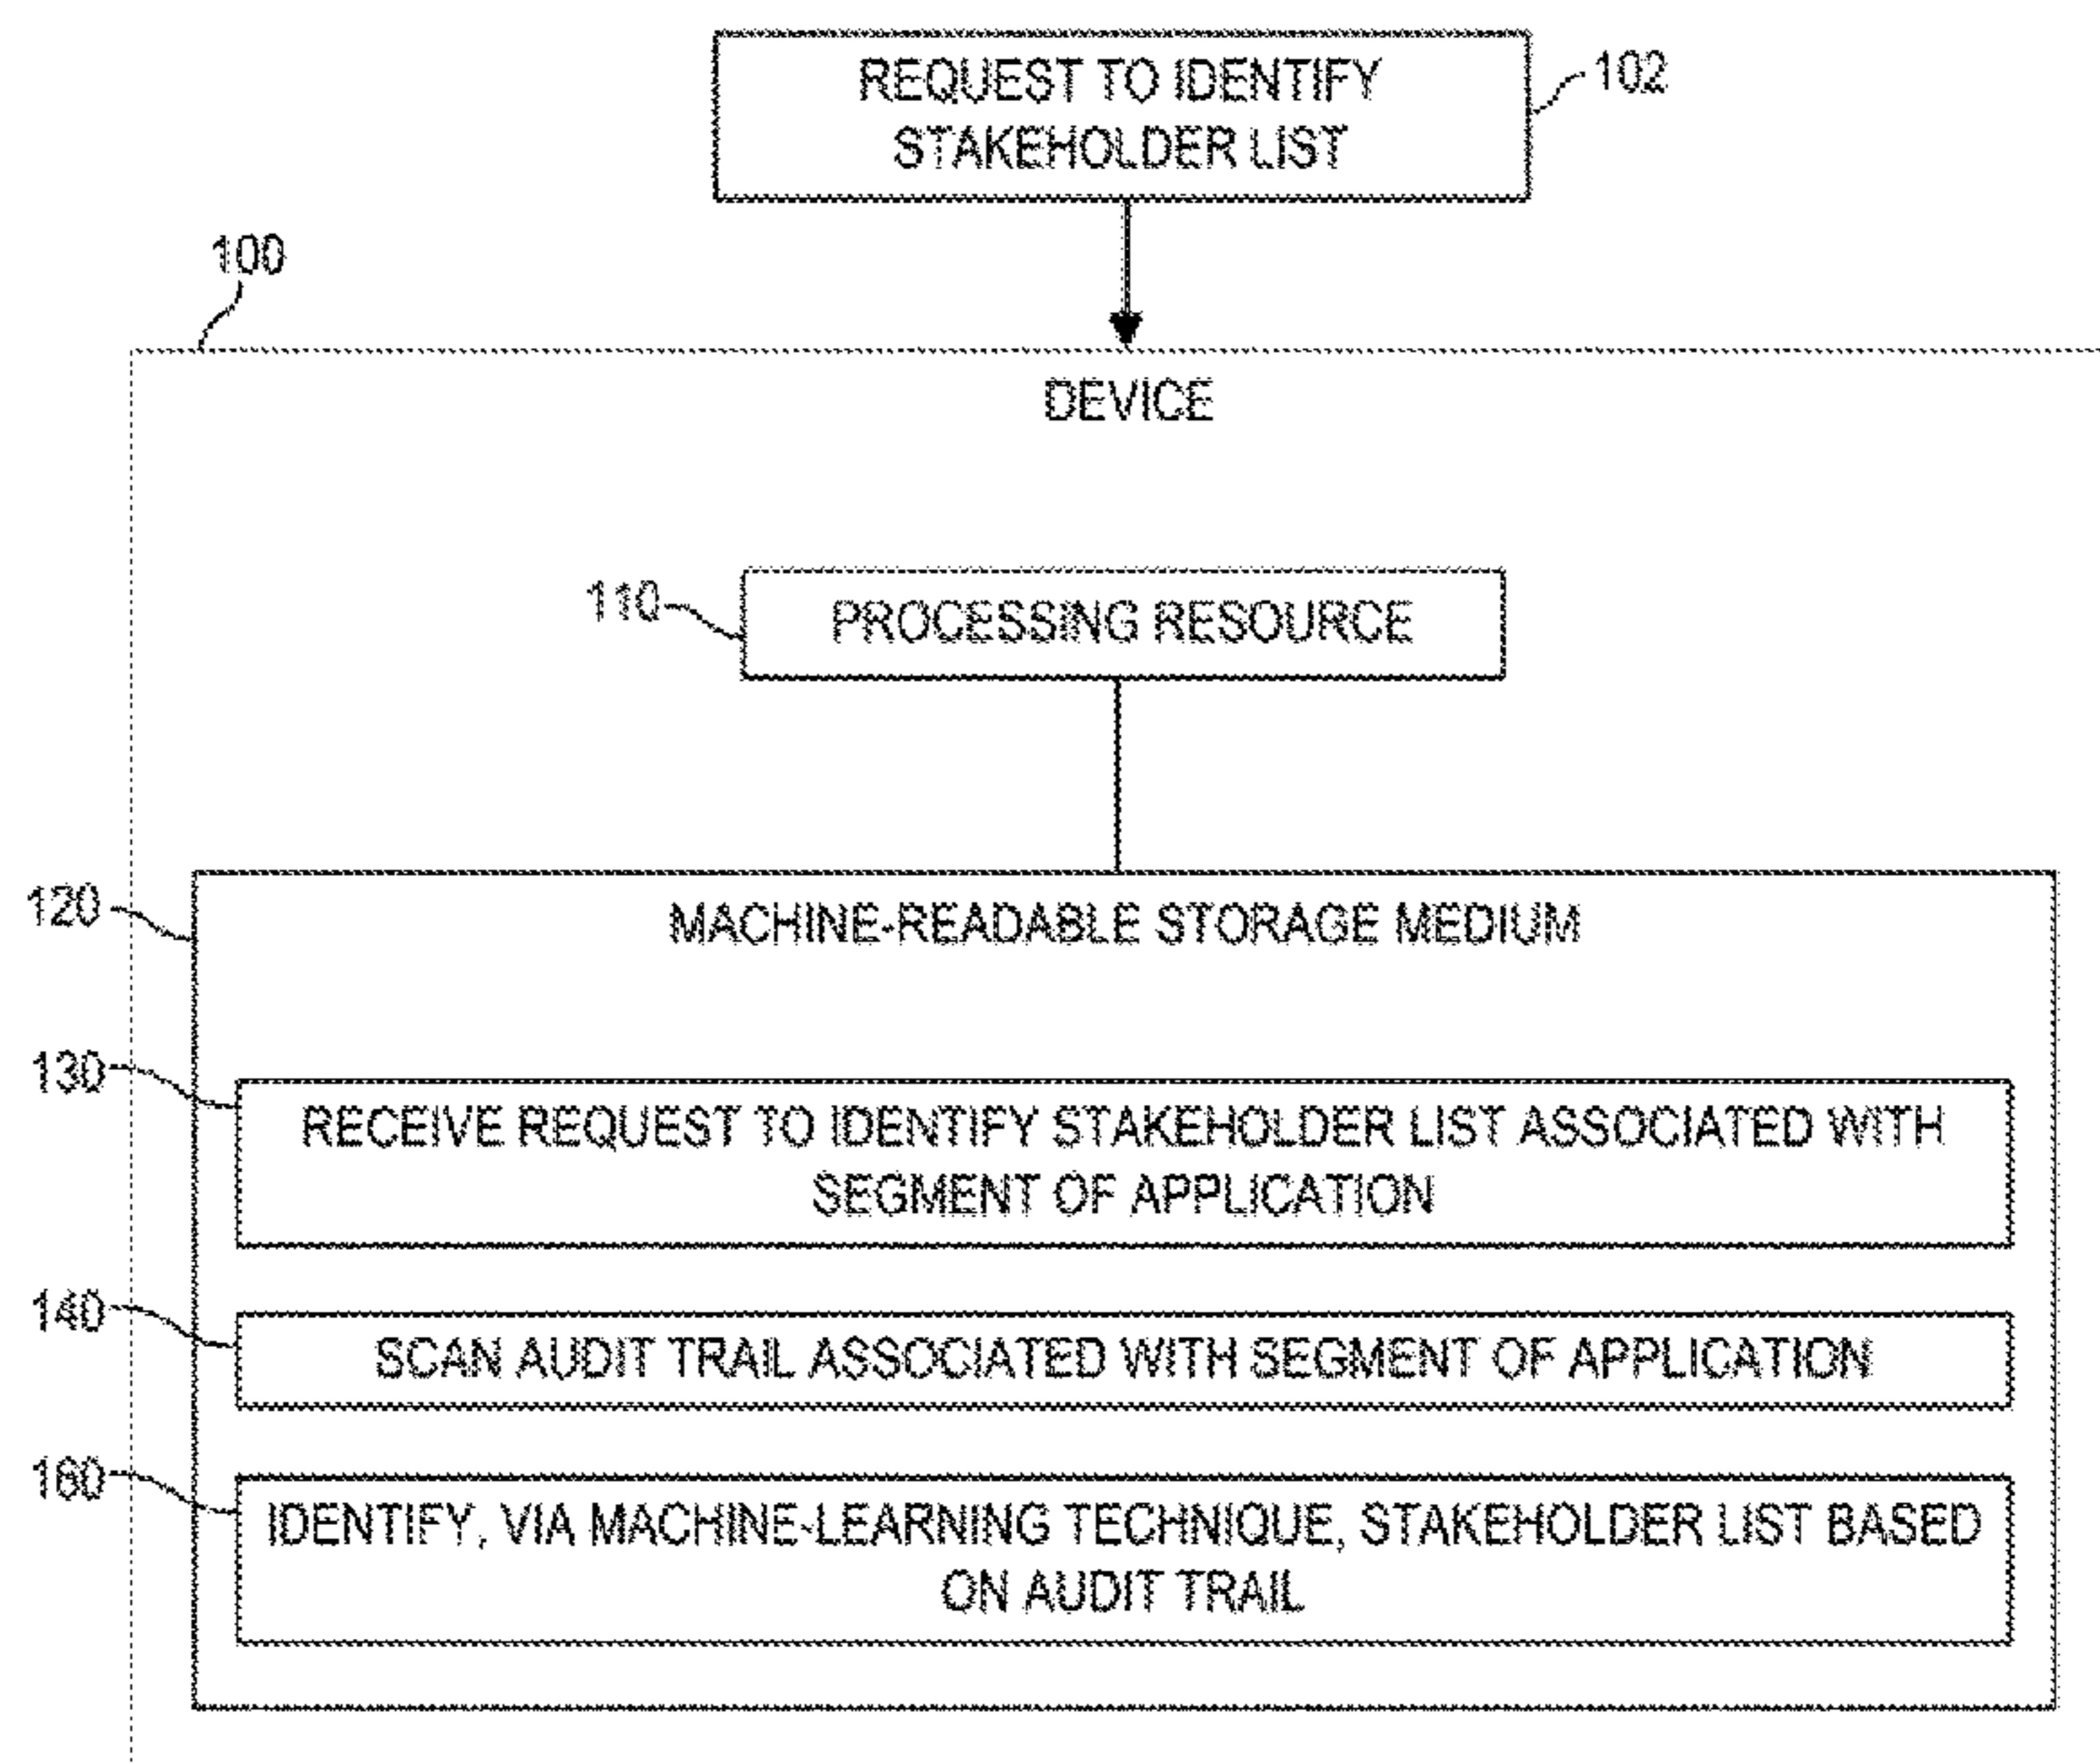 REQUEST TO IDENTIFY
STAKEHOLDER LIST
102
100
DEVICE
110
PROCESSING RESOURCE
120
MACHINE-READABLE STORAGE MEDIUM
130
RECEIVE REQUEST TO IDENTIFY STAKEHOLDER LIST ASSOCIATED WITH
SEGMENT OF APPLICATION
140
SCAN AUDIT TRAIL ASSOCIATED WITH SEGMENT OF APPLICATION
160
IDENTIFY, VIA MACHINE-LEARNING TECHNIQUE, STAKEHOLDER LIST BASED
ON AUDIT TRAIL